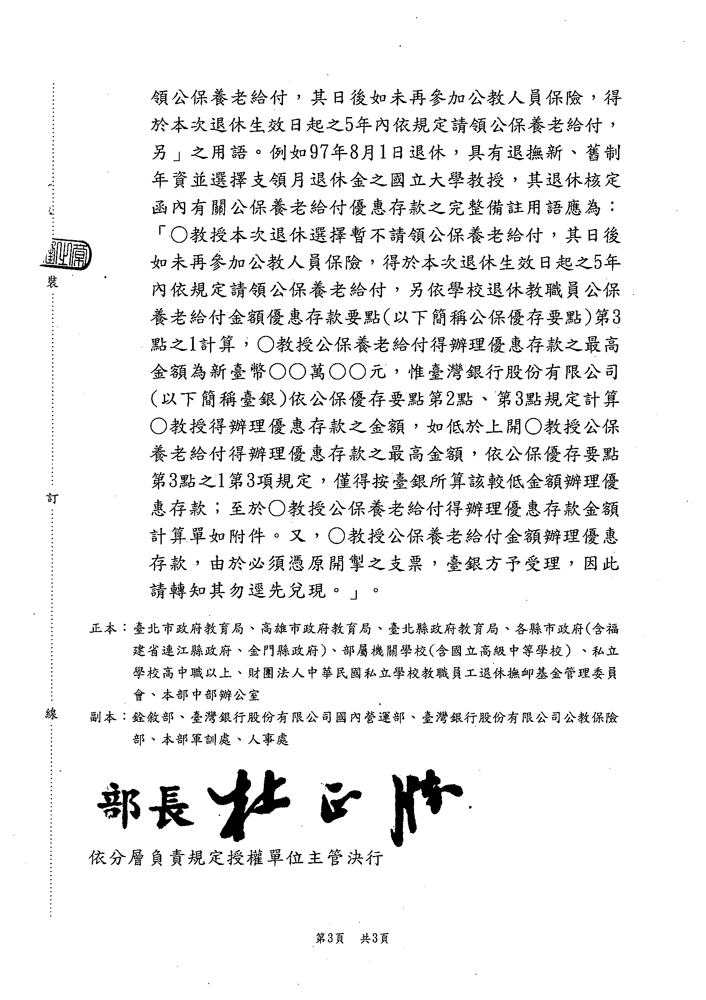 領公保養老給付，其日後如未再參加公教人員保險，得
於本次退休生效日起之5年內依規定請領公保養老給付，
另」之用語。例如97年8月1日退休，具有退撫新、舊制
年資並選擇支領月退休金之國立大學教授，其退休核定
函內有關公保養老給付優惠存款之完整備註用語應為：
「○教授本次退休選擇暫不請領公保養老給付，其日後
如未再參加公教人員保險，得於本次退休生效日起之5年
內依規定請領公保養老給付，另依學校退休教職員公保
養老給付金額優惠存款要點(以下簡稱公保優存要點)第3
點之1計算，○教授公保養老給付得辦理優惠存款之最高
金額為新臺幣○○萬○○元，惟臺灣銀行股份有限公司
(以下簡稱臺銀)依公保優存要點第2點、第3點規定計算
○教授得辦理優惠存款之金額，如低於上開○教授公保
養老給付得辦理優惠存款之最高金額，依公保優存要點
第3點之1第3項規定，僅得按臺銀所算該較低金額辦理優
惠存款；至於○教授公保養老給付得辦理優惠存款金額
計算單如附件。又，○教授公保養老給付金額辦理優惠
存款，由於必須憑原開掣之支票，臺銀方予受理，因此
請轉知其勿逕先兌現。」。
裝
訂
線
正本：臺北市政府教育局、高雄市政府教育局、臺北縣政府教育局、各縣市政府(含福
建省連江縣政府、金門縣政府)、部屬機關學校(含國立高級中等學校)、私立
學校高中職以上、財團法人中華民國私立學校教職員工退休撫卹基金管理委員
會、本部中部辦公室
副本：銓敘部、臺灣銀行股份有限公司國內營運部、臺灣銀行股份有限公司公教保險
部、本部軍訓處、人事處
部長杜正勝
依分層負責規定授權單位主管決行
第3頁 共3頁